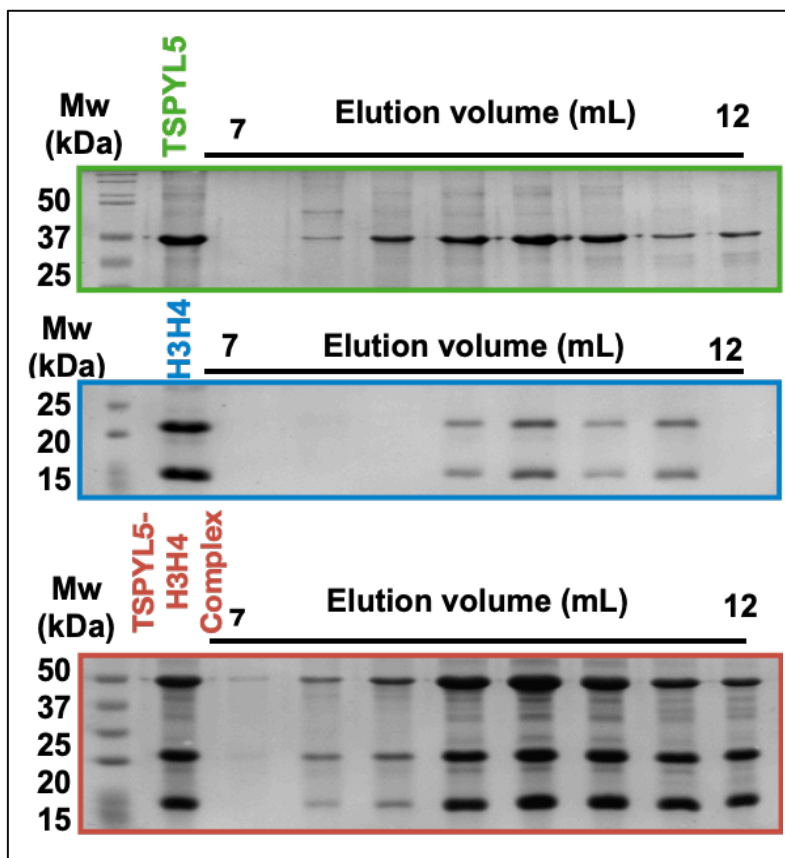 TSPYL5
Mw
(kDa)
7 Elution volume (mL) 12
50
37
25
H3H4
Mw
(kDa)
7 Elution volume (mL) 12
25
20
15
TSPYL5-
H3H4
Complex
Mw
(kDa)
7 Elution volume (mL) 12
50
37
25
20
15